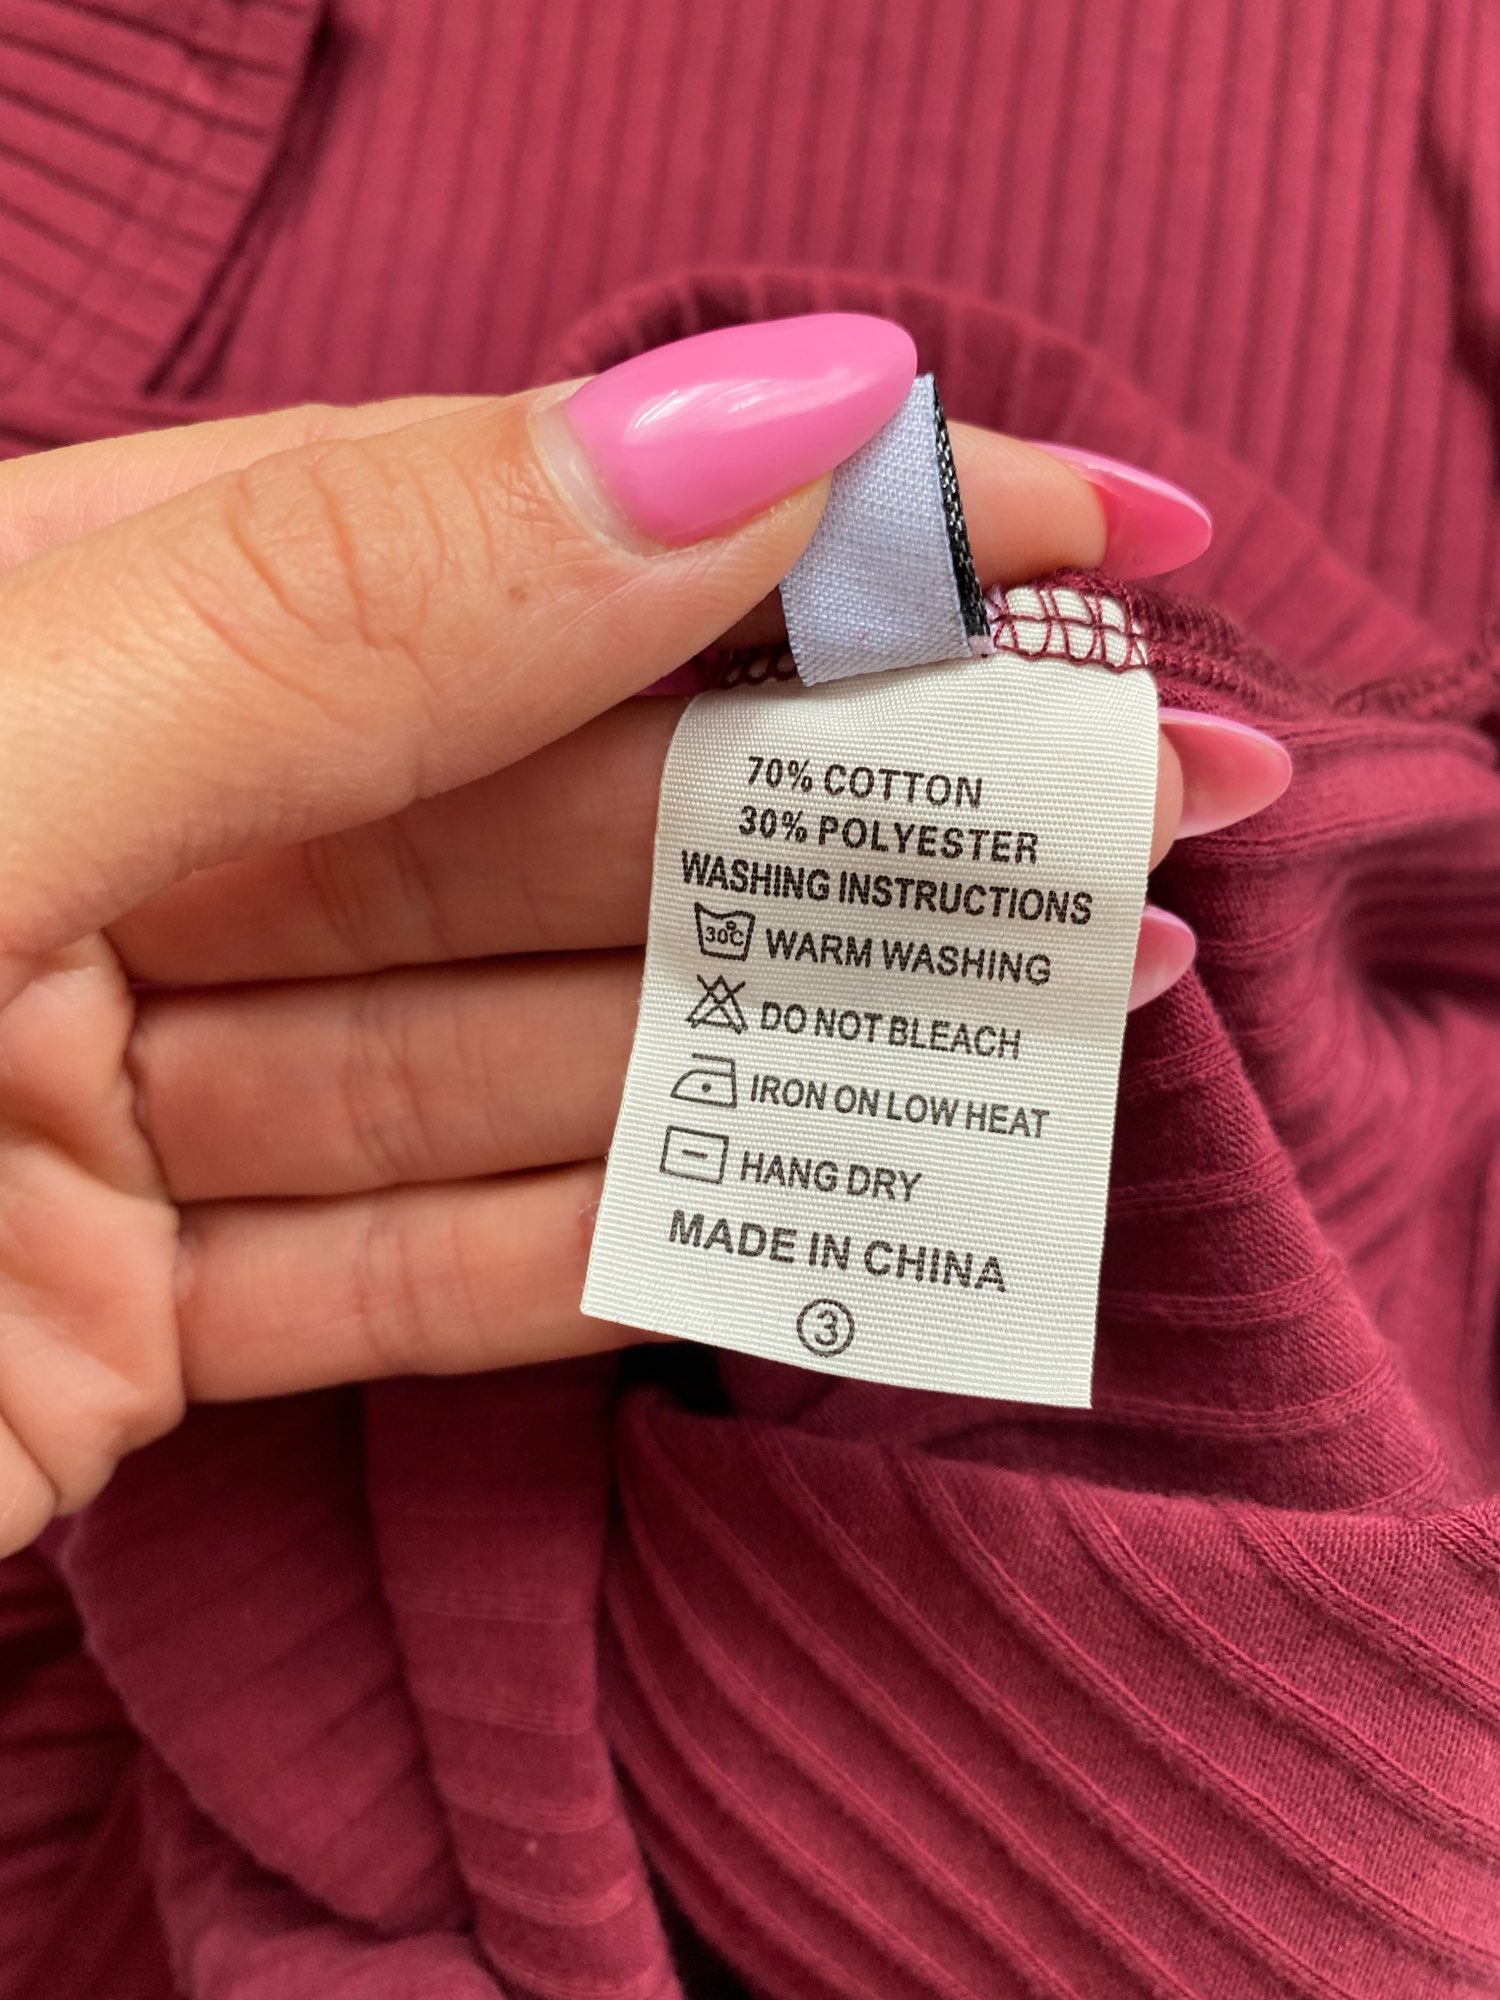 70% COTTON
30% POLYESTER
WASHING INSTRUCTIONS
30°C WARM WASHING
DO NOT BLEACH
IRON ON LOW HEAT
HANG DRY
MADE IN CHINA
3